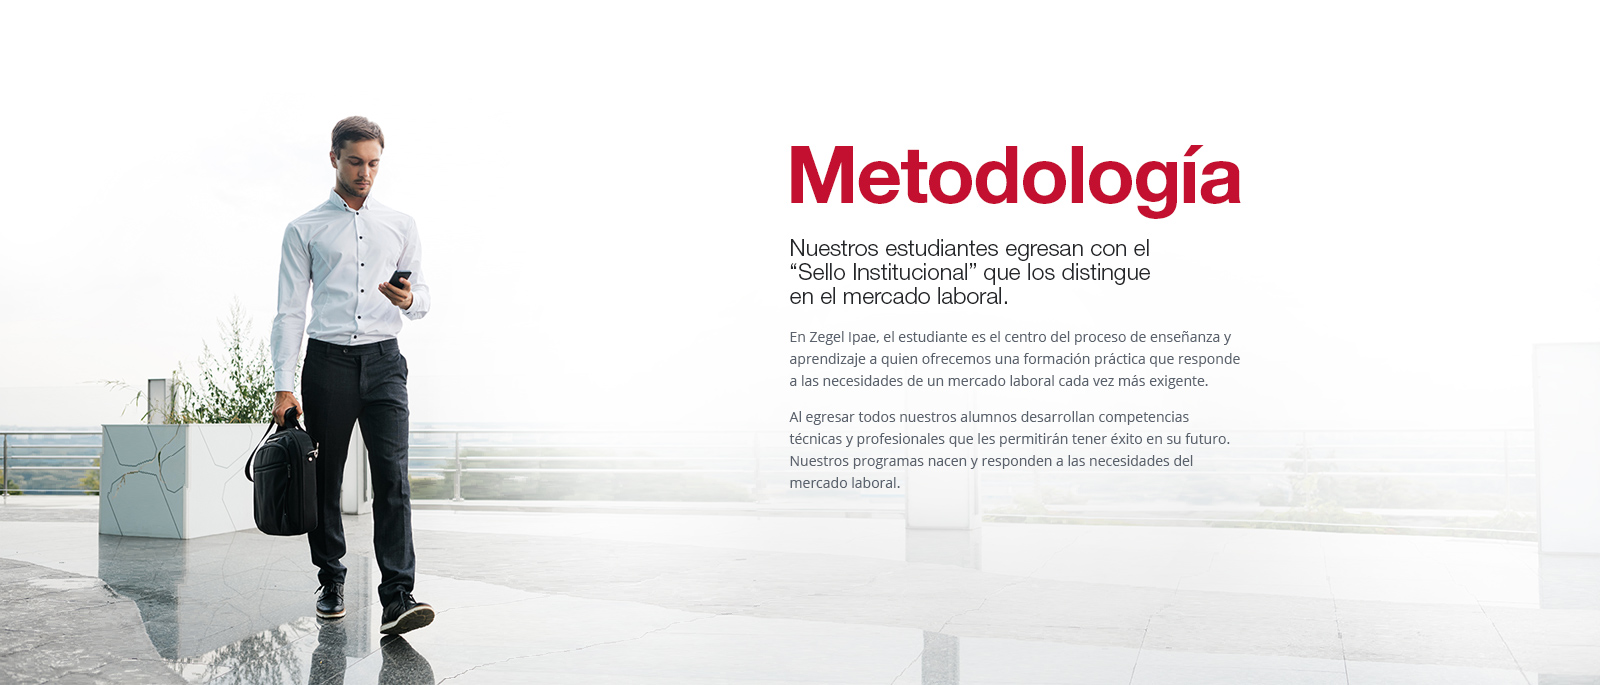 Metodología
Nuestros estudiantes egresan con el
“Sello Institucional” que los distingue
en el mercado laboral.
En Zegel Ipae, el estudiante es el centro del proceso de enseñanza y
aprendizaje a quien ofrecemos una formación práctica que responde
a las necesidades de un mercado laboral cada vez más exigente.
Al egresar todos nuestros alumnos desarrollan competencias
técnicas y profesionales que les permitirán tener éxito en su futuro.
Nuestros programas nacen y responden a las necesidades del
mercado laboral.